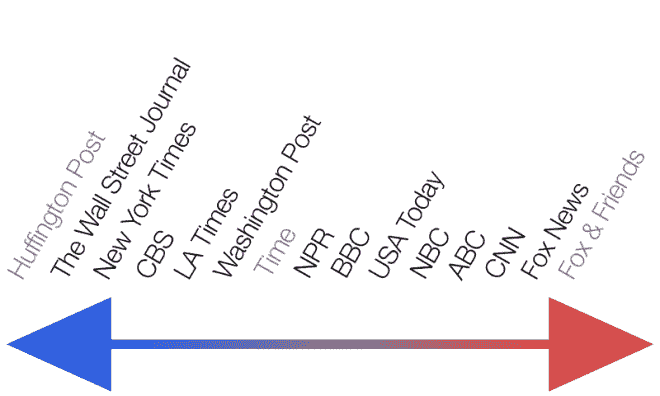 Huffington Post
The Wall Street Journal
New York Times
CBS
LA Times
Washington Post
Time
NPR
BBC
USA Today
NBC
ABC
CNN
Fox News
Fox & Friends